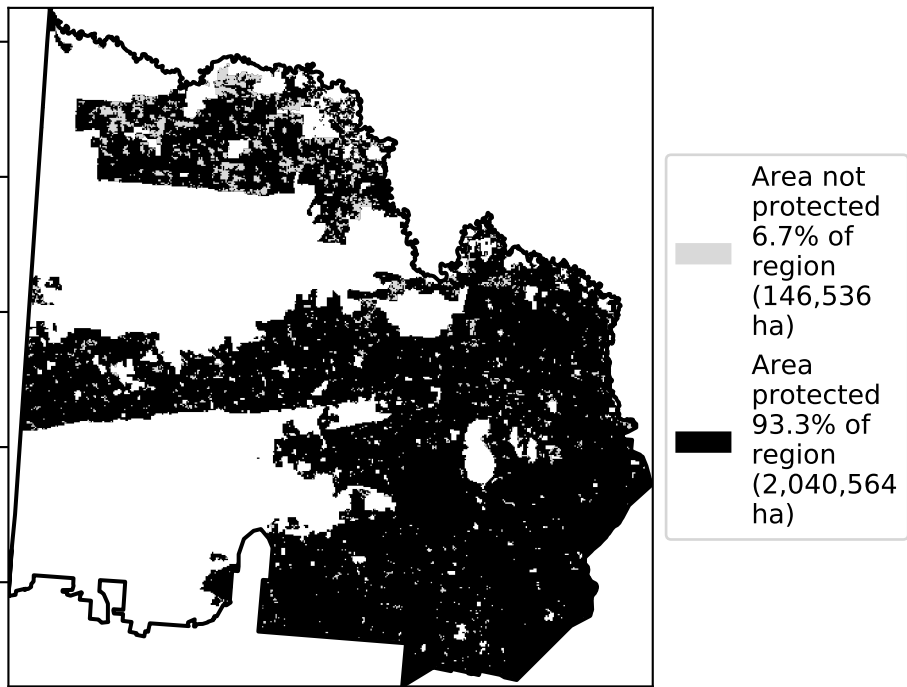 Area not
protected
6.7% of
region
(146,536
ha)
Area
protected
93.3% of
region
(2,040,564
ha)